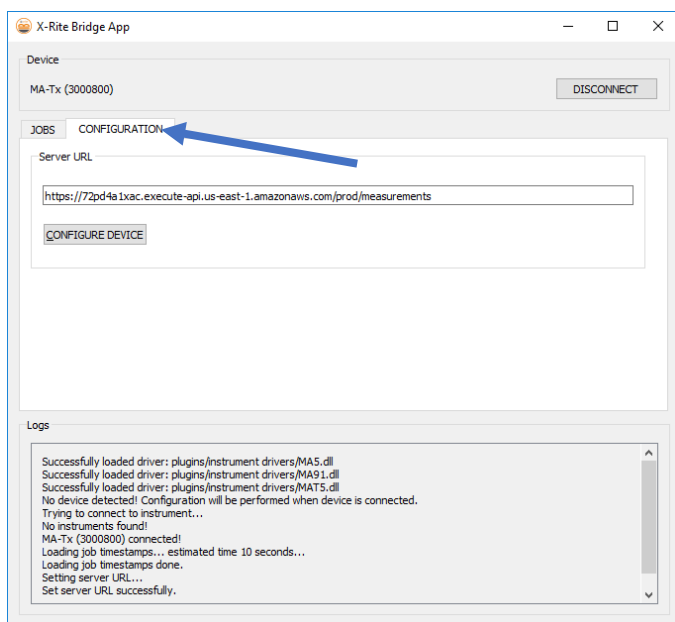 X-Rite Bridge App
Device
MA-Tx (3000800)
DISCONNECT
JOBS
CONFIGURATION
Server URL
https://72pd4a1xac.execute-api.us-east-1.amazonaws.com/prod/measurements
CONFIGURE DEVICE
Logs
Successfully loaded driver: plugins/instrument drivers/MA5.dll
Successfully loaded driver: plugins/instrument drivers/MA91.dll
Successfully loaded driver: plugins/instrument drivers/MAT5.dll
No device detected! Configuration will be performed when device is connected.
Trying to connect to instrument...
No instruments found!
MA-Tx (3000800) connected!
Loading job timestamps... estimated time 10 seconds...
Loading job timestamps done.
Setting server URL...
Set server URL successfully.